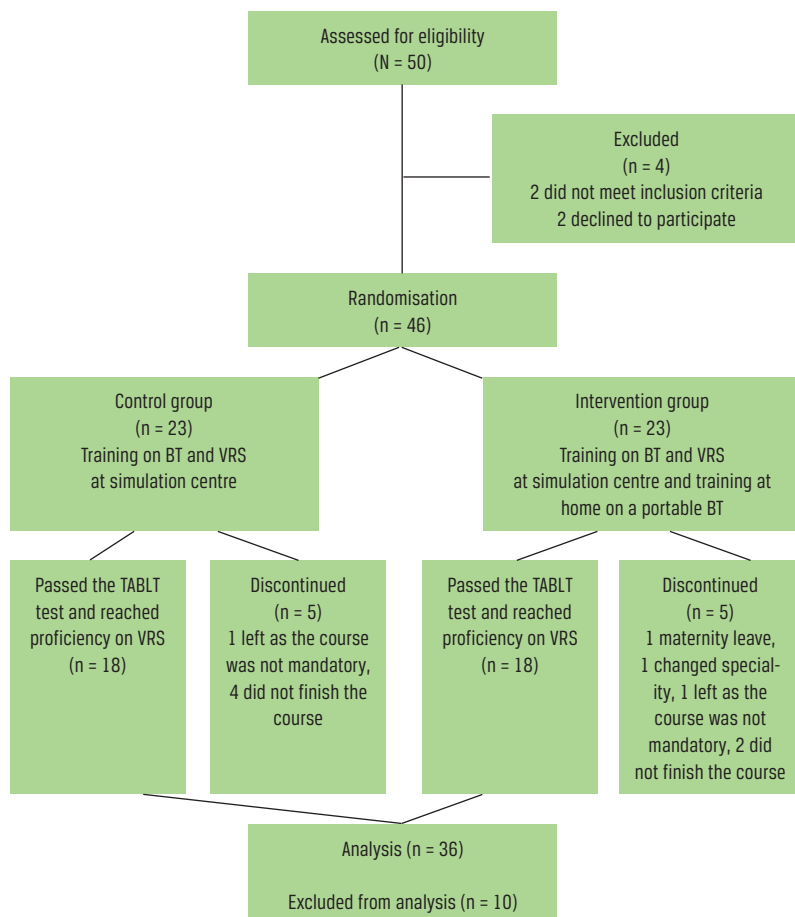 Assessed for eligibility
(N = 50)
Excluded
(n = 4)
2 did not meet inclusion criteria
2 declined to participate
Randomisation
(n = 46)
Control group
(n = 23)
Training on BT and VRS
at simulation centre
Intervention group
(n = 23)
Training on BT and VRS
at simulation centre and training at
home on a portable BT
Passed the TABLT
test and reached
proficiency on VRS
(n = 18)
Discontinued
(n = 5)
1 left as the course
was not mandatory,
4 did not finish the
course
Passed the TABLT
test and reached
proficiency on VRS
(n = 18)
Discontinued
(n = 5)
1 maternity leave,
1 changed special-
ity, 1 left as the
course was not
mandatory, 2 did
not finish the course
Analysis (n = 36)
Excluded from analysis (n = 10)